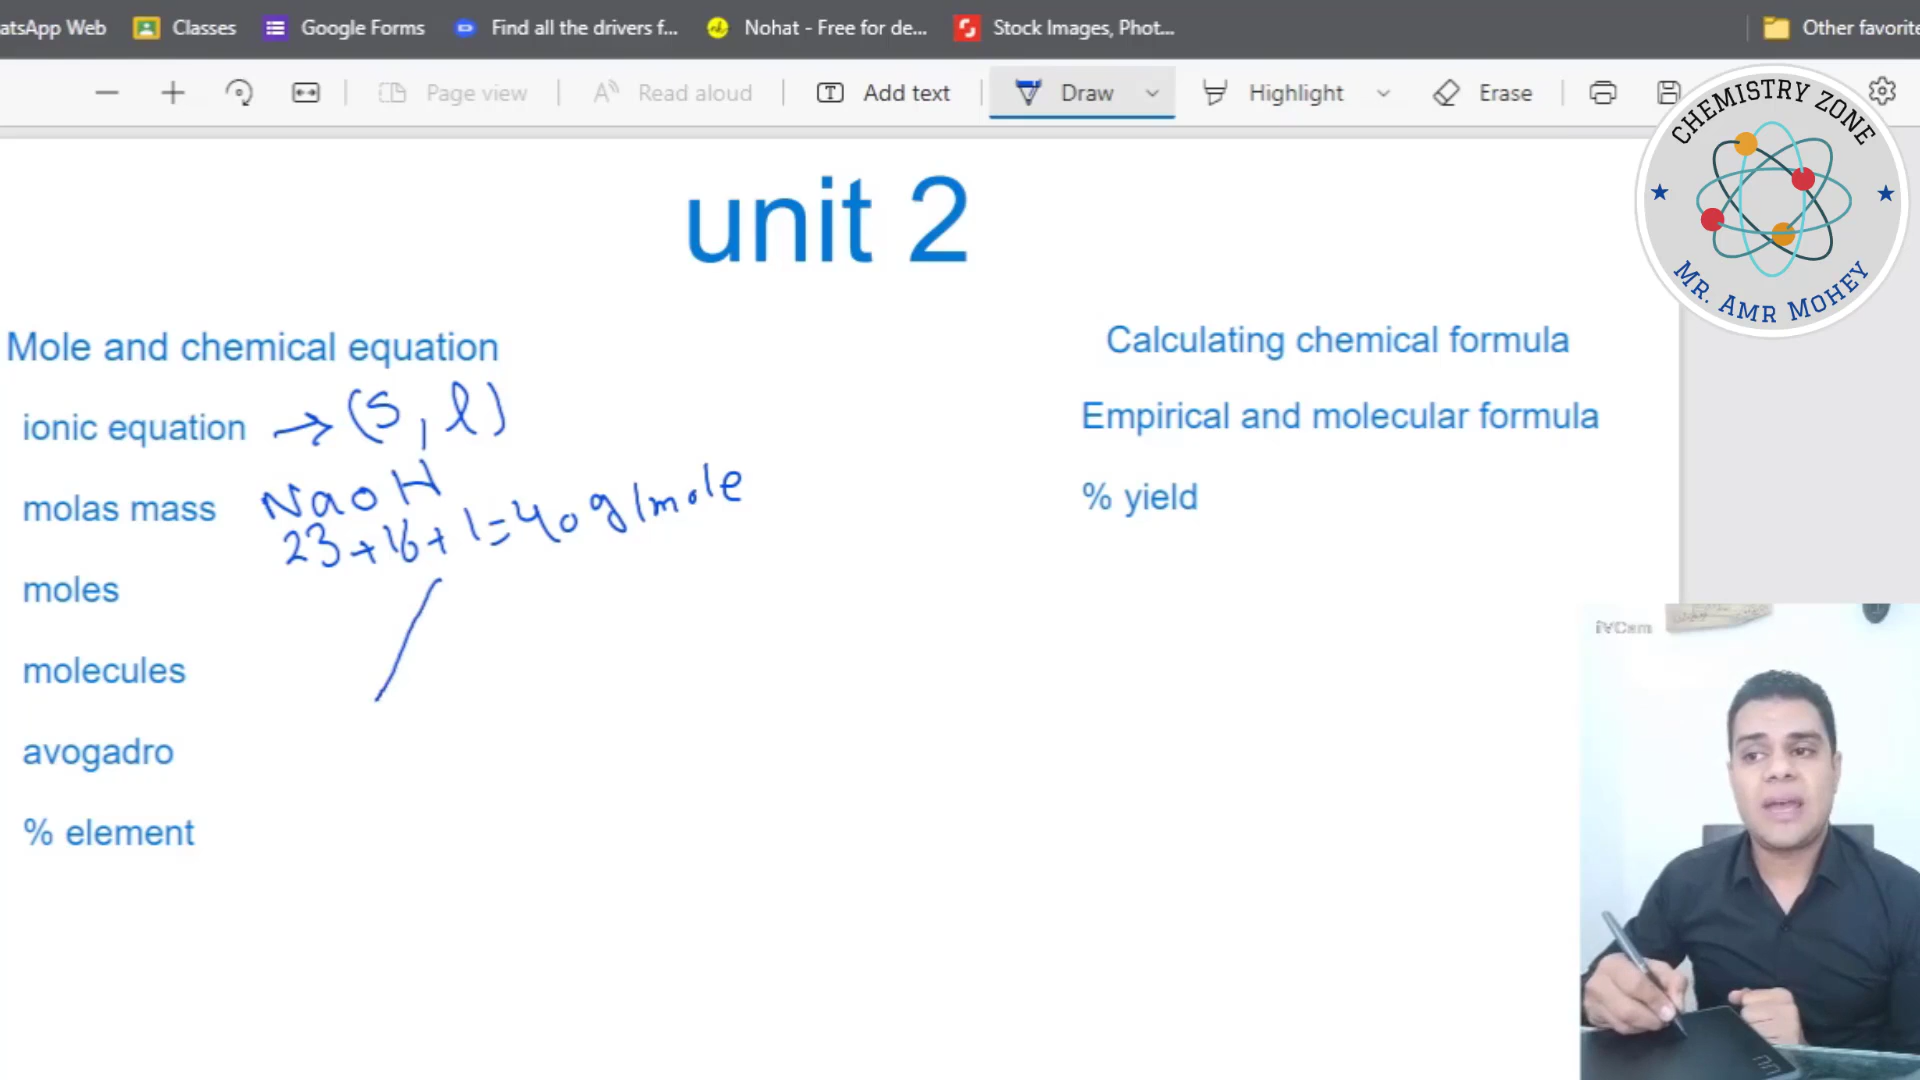 atsApp Web Classes Google Forms Find all the drivers f... Nohat - Free for de... Stock Images, Phot... Other favorite
Page view Read aloud Add text Draw Highlight Erase
CHEMISTRY ZONE
MR. AMR MOHEY
unit 2
Mole and chemical equation
ionic equation → (S, l)
molas mass NaOH
23+16+1=40 g/mole
moles
molecules
avogadro
% element
Calculating chemical formula
Empirical and molecular formula
% yield
iVCam